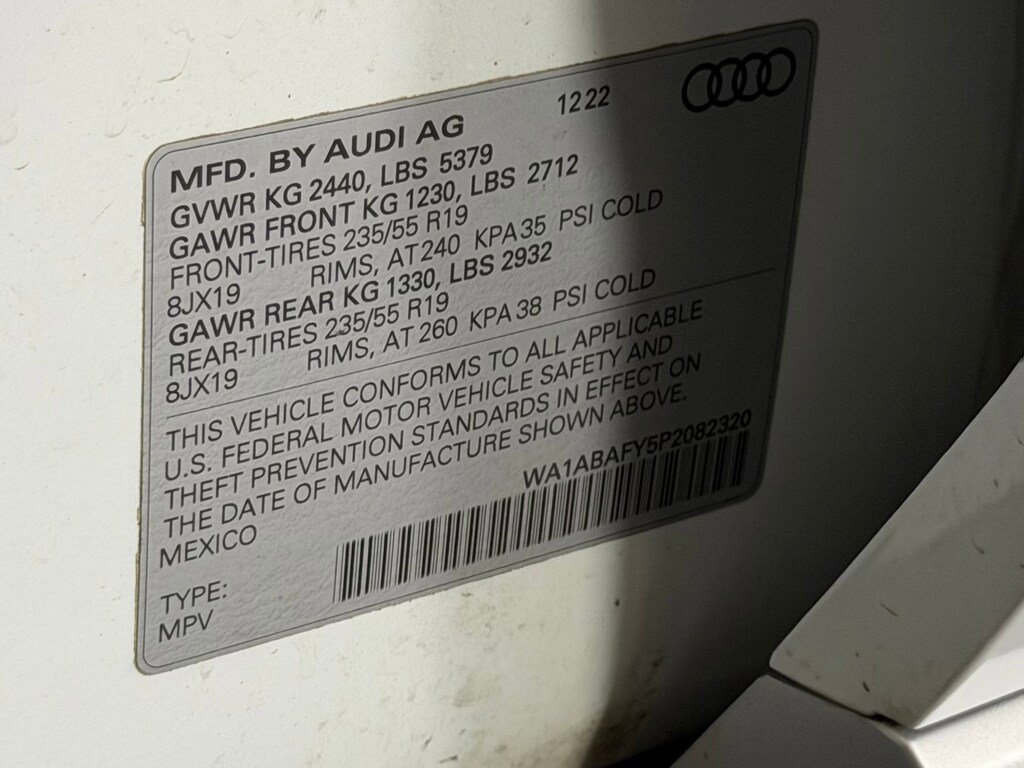 12 22
MFD. BY AUDI AG
GVWR KG 2440, LBS 5379
GAWR FRONT KG 1230, LBS 2712
FRONT-TIRES 235/55 R19
8JX19 RIMS, AT 240 KPA 35 PSI COLD
GAWR REAR KG 1330, LBS 2932
REAR-TIRES 235/55 R19
8JX19 RIMS, AT 260 KPA 38 PSI COLD
THIS VEHICLE CONFORMS TO ALL APPLICABLE
U.S. FEDERAL MOTOR VEHICLE SAFETY AND
THEFT PREVENTION STANDARDS IN EFFECT ON
THE DATE OF MANUFACTURE SHOWN ABOVE.
MEXICO
WA1ABAFY5P2082320
TYPE:
MPV